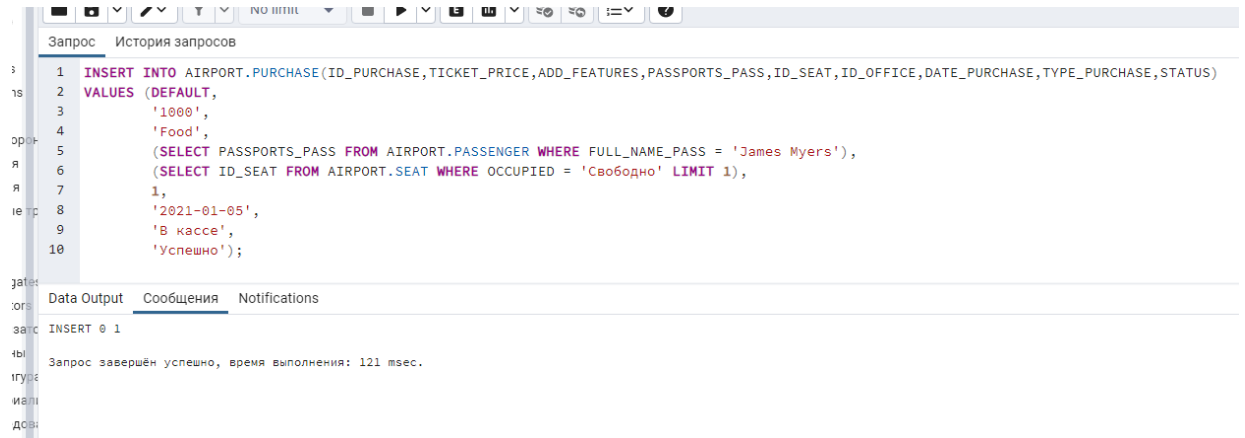 No limit
Запрос История запросов
1 INSERT INTO AIRPORT.PURCHASE(ID_PURCHASE,TICKET_PRICE,ADD_FEATURES,PASSPORTS_PASS,ID_SEAT,ID_OFFICE,DATE_PURCHASE,TYPE_PURCHASE,STATUS)
2 VALUES (DEFAULT,
3 '1000',
4 'Food',
5 (SELECT PASSPORTS_PASS FROM AIRPORT.PASSENGER WHERE FULL_NAME_PASS = 'James Myers'),
6 (SELECT ID_SEAT FROM AIRPORT.SEAT WHERE OCCUPIED = 'Свободно' LIMIT 1),
7 1,
8 '2021-01-05',
9 'В кассе',
10 'Успешно');
Data Output Сообщения Notifications
INSERT 0 1
Запрос завершён успешно, время выполнения: 121 msec.